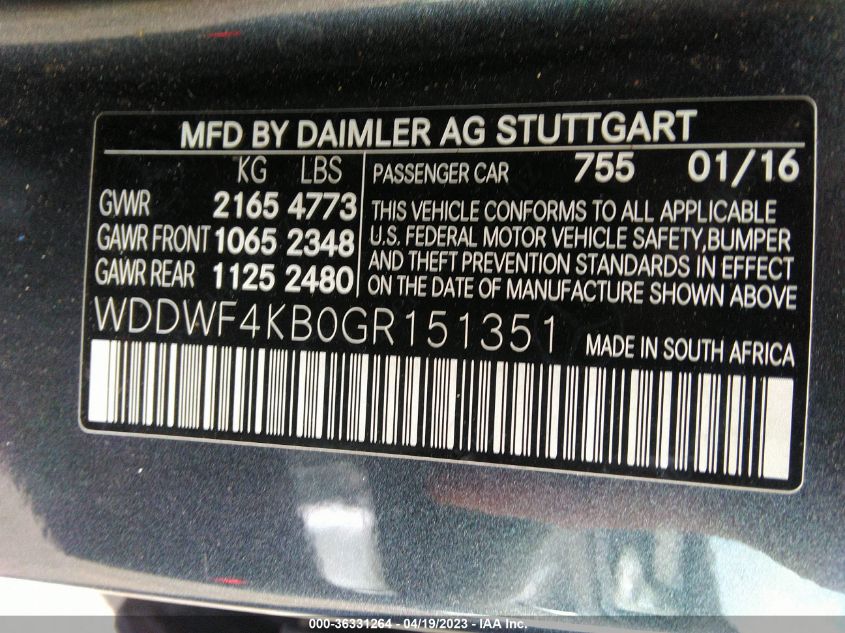 MFD BY DAIMLER AG STUTTGART
KG LBS
GVWR 2165 4773
GAWR FRONT 1065 2348
GAWR REAR 1125 2480
PASSENGER CAR 755 01/16
THIS VEHICLE CONFORMS TO ALL APPLICABLE
U.S. FEDERAL MOTOR VEHICLE SAFETY, BUMPER
AND THEFT PREVENTION STANDARDS IN EFFECT
ON THE DATE OF MANUFACTURE SHOWN ABOVE
WDDWF4KB0GR151351
MADE IN SOUTH AFRICA
000-36331264 - 04/19/2023 - IAA Inc.